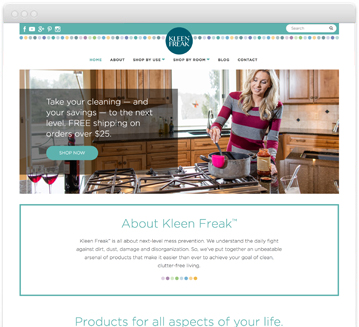 Search
KLEEN
FREAK
HOME ABOUT SHOP BY USE SHOP BY ROOM BLOG CONTACT
Take your cleaning — and
your savings — to the next
level. FREE shipping on
orders over $25.
SHOP NOW
About Kleen Freak™
Kleen Freak™ is all about next-level mess prevention. We understand the daily fight
against dirt, dust, damage and disorganization. So, we've put together an unbeatable
arsenal of products that make it easier than ever to achieve your goal of clean,
clutter-free living.
Products for all aspects of your life.